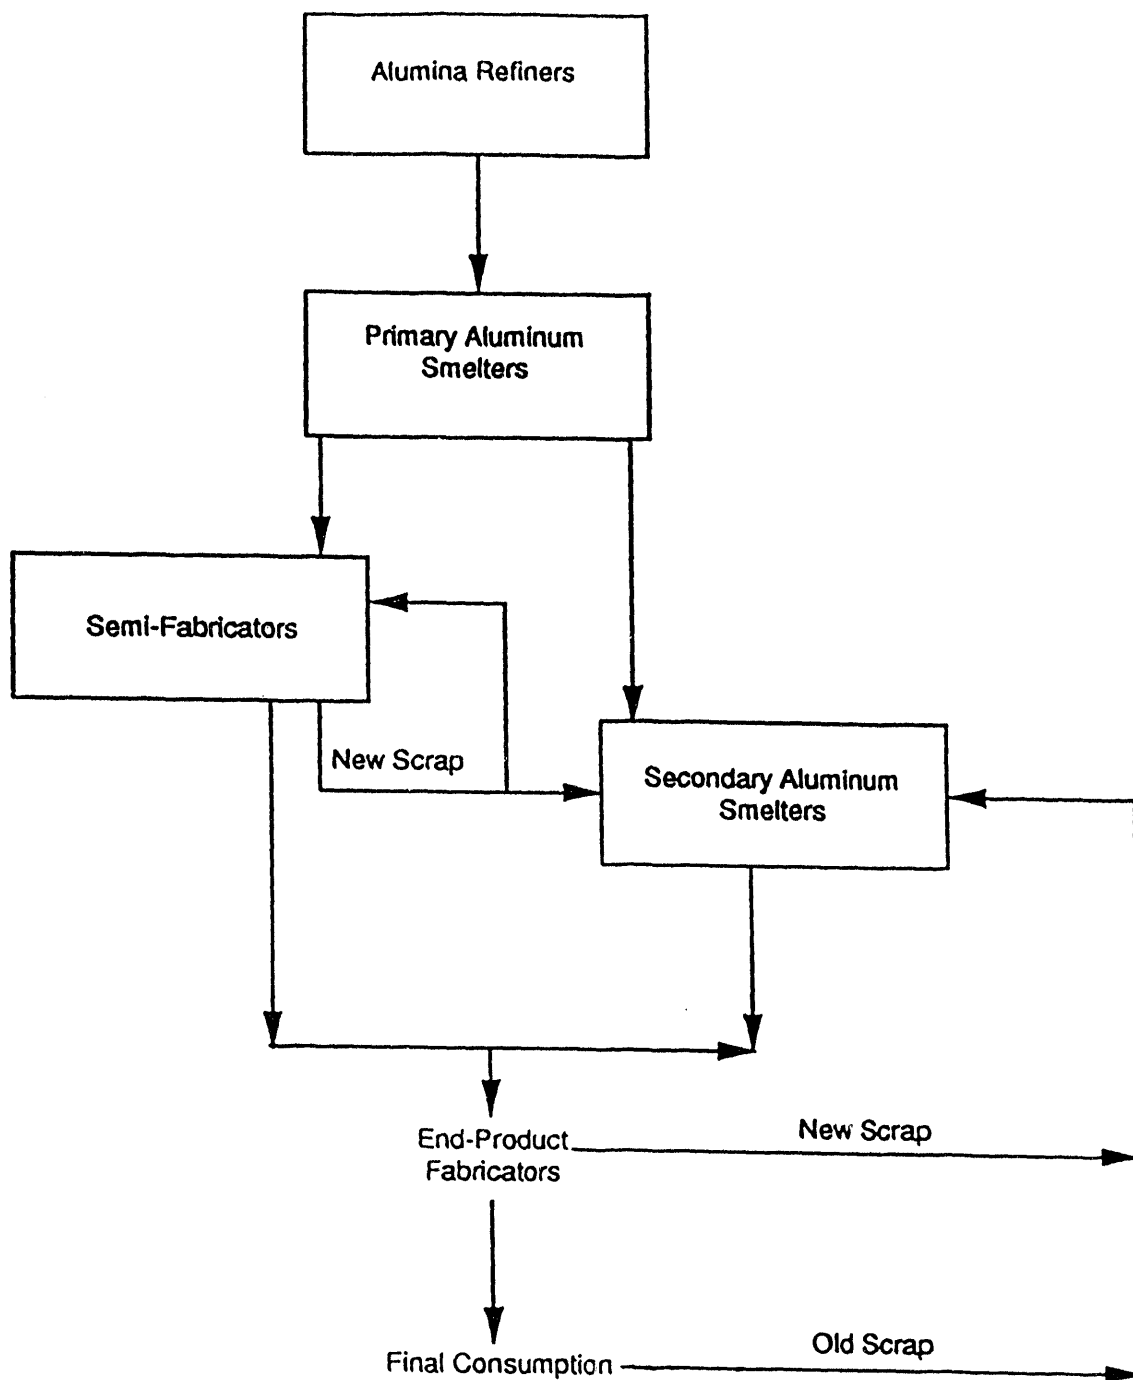 Alumina Refiners
Primary Aluminum
Smelters
Semi-Fabricators
New Scrap
Secondary Aluminum
Smelters
End-Product
Fabricators
New Scrap
Final Consumption
Old Scrap